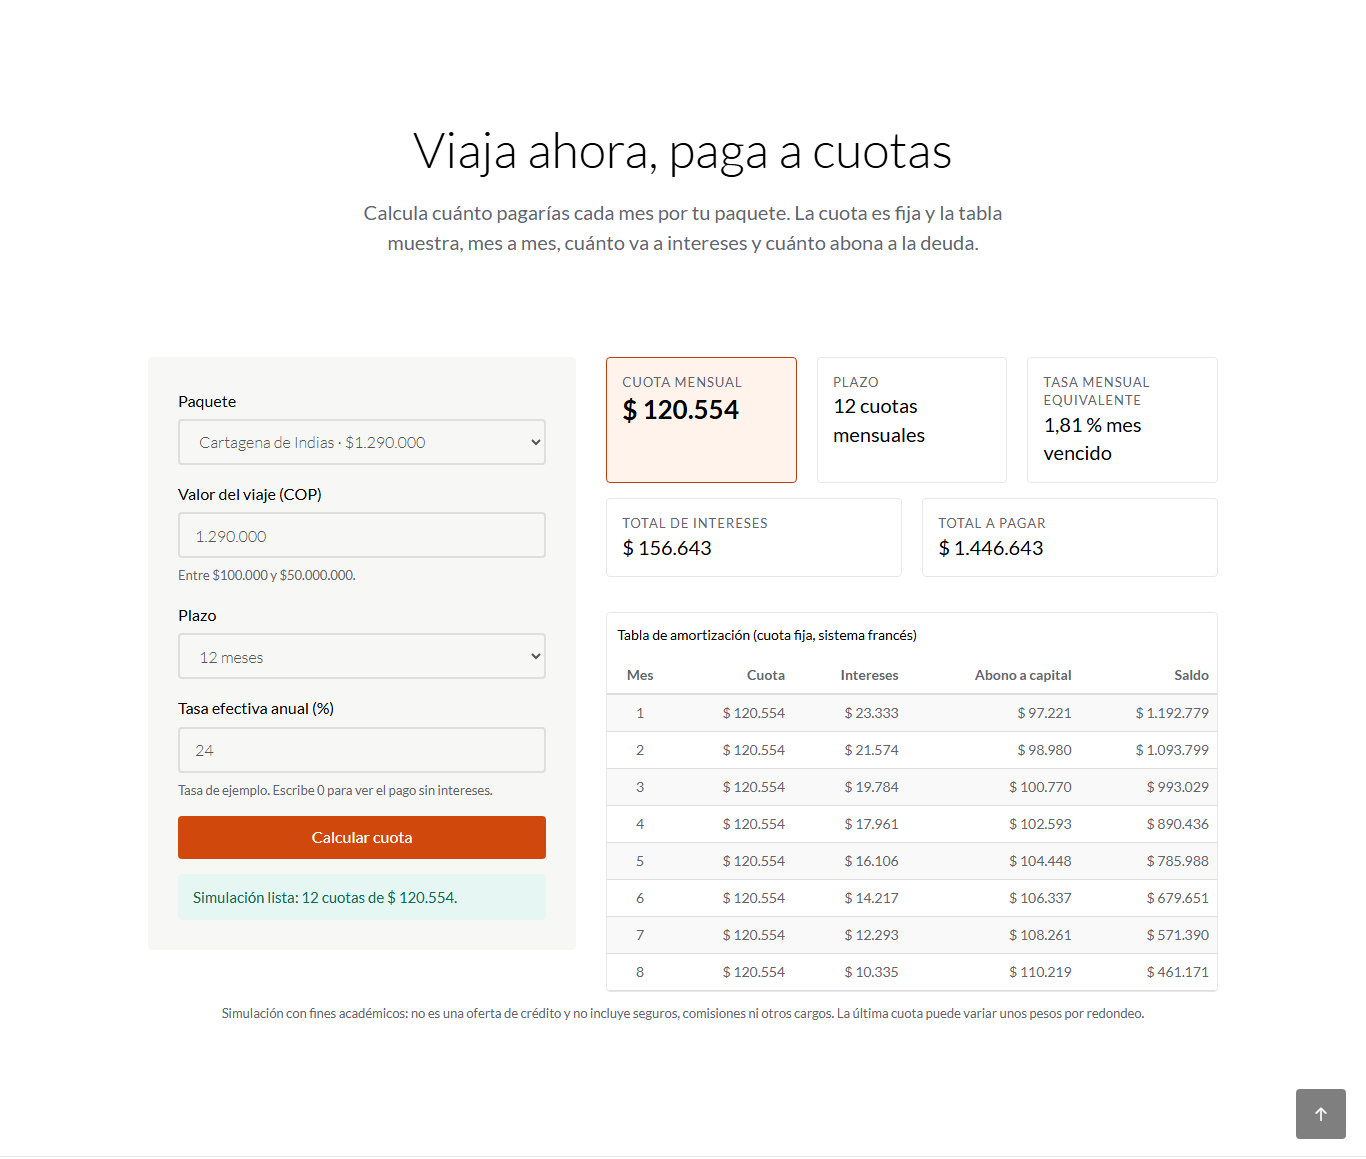 Viaja ahora, paga a cuotas
Calcula cuánto pagarías cada mes por tu paquete. La cuota es fija y la tabla
muestra, mes a mes, cuánto va a intereses y cuánto abona a la deuda.
Paquete
Cartagena de Indias · $1.290.000
Valor del viaje (COP)
1.290.000
Entre $100.000 y $50.000.000.
Plazo
12 meses
Tasa efectiva anual (%)
24
Tasa de ejemplo. Escribe 0 para ver el pago sin intereses.
Calcular cuota
Simulación lista: 12 cuotas de $ 120.554.
CUOTA MENSUAL
$ 120.554
PLAZO
12 cuotas
mensuales
TASA MENSUAL
EQUIVALENTE
1,81 % mes
vencido
TOTAL DE INTERESES
$ 156.643
TOTAL A PAGAR
$ 1.446.643
Tabla de amortización (cuota fija, sistema francés)
Mes Cuota Intereses Abono a capital Saldo
1 $ 120.554 $ 23.333 $ 97.221 $ 1.192.779
2 $ 120.554 $ 21.574 $ 98.980 $ 1.093.799
3 $ 120.554 $ 19.784 $ 100.770 $ 993.029
4 $ 120.554 $ 17.961 $ 102.593 $ 890.436
5 $ 120.554 $ 16.106 $ 104.448 $ 785.988
6 $ 120.554 $ 14.217 $ 106.337 $ 679.651
7 $ 120.554 $ 12.293 $ 108.261 $ 571.390
8 $ 120.554 $ 10.335 $ 110.219 $ 461.171
Simulación con fines académicos: no es una oferta de crédito y no incluye seguros, comisiones ni otros cargos. La última cuota puede variar unos pesos por redondeo.